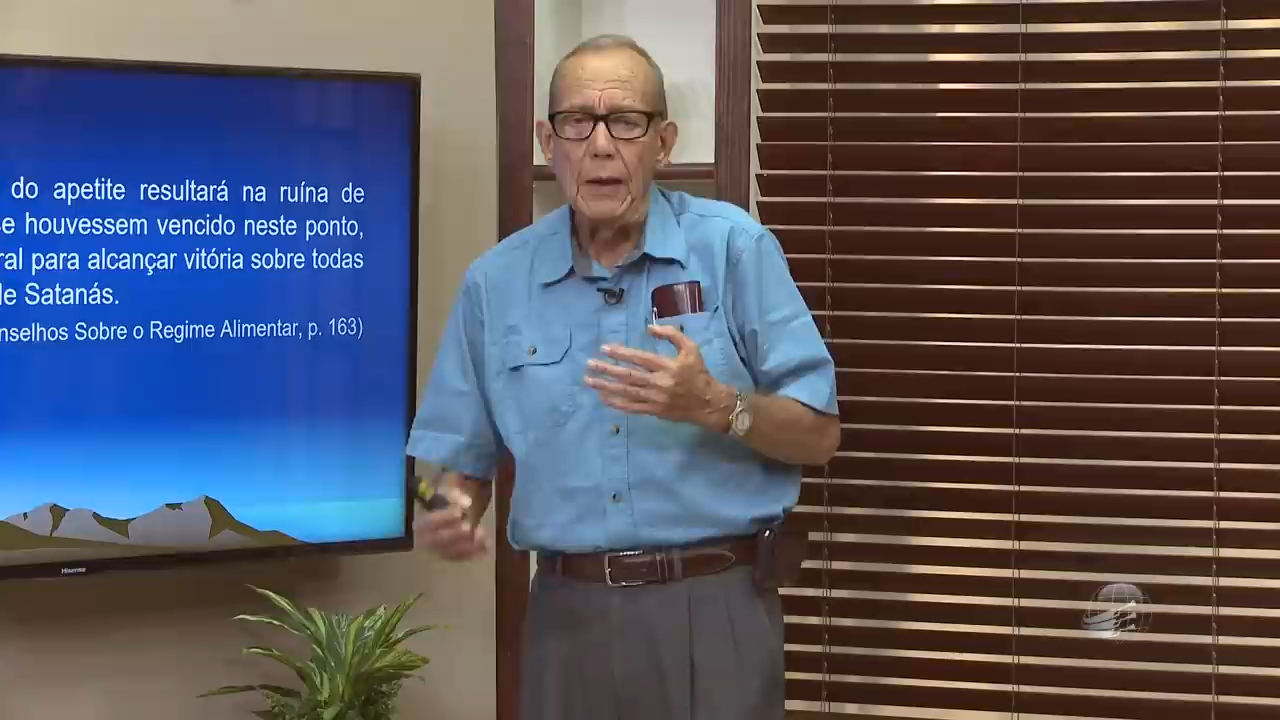 do apetite resultará na ruína de
se houvessem vencido neste ponto,
ral para alcançar vitória sobre todas
de Satanás.
nselhos Sobre o Regime Alimentar, p. 163)
Hisense